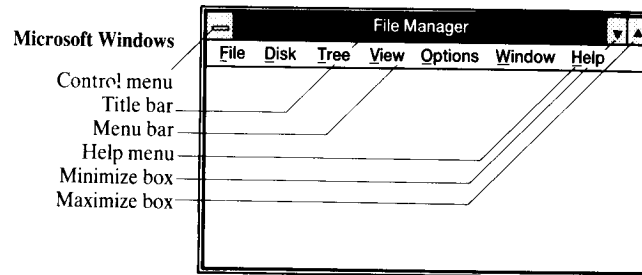 File Manager
Microsoft Windows
File Disk Tree View Options Window Help
Control menu
Title bar
Menu bar
Help menu
Minimize box
Maximize box